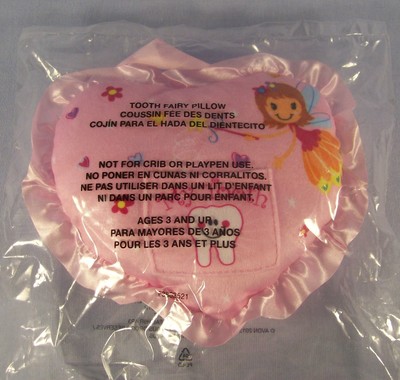 TOOTH FAIRY PILLOW
COUSSIN FEE DES DENTS
COJÍN PARA EL HADA DEL DIENTECITO
NOT FOR CRIB OR PLAYPEN USE.
NO PONER EN CUNAS NI CORRALITOS.
NE PAS UTILISER DANS UN LIT D'ENFANT
NI DANS UN PARC POUR ENFANT.
AGES 3 AND UP
PARA MAYORES DE 3 AÑOS
POUR LES 3 ANS ET PLUS